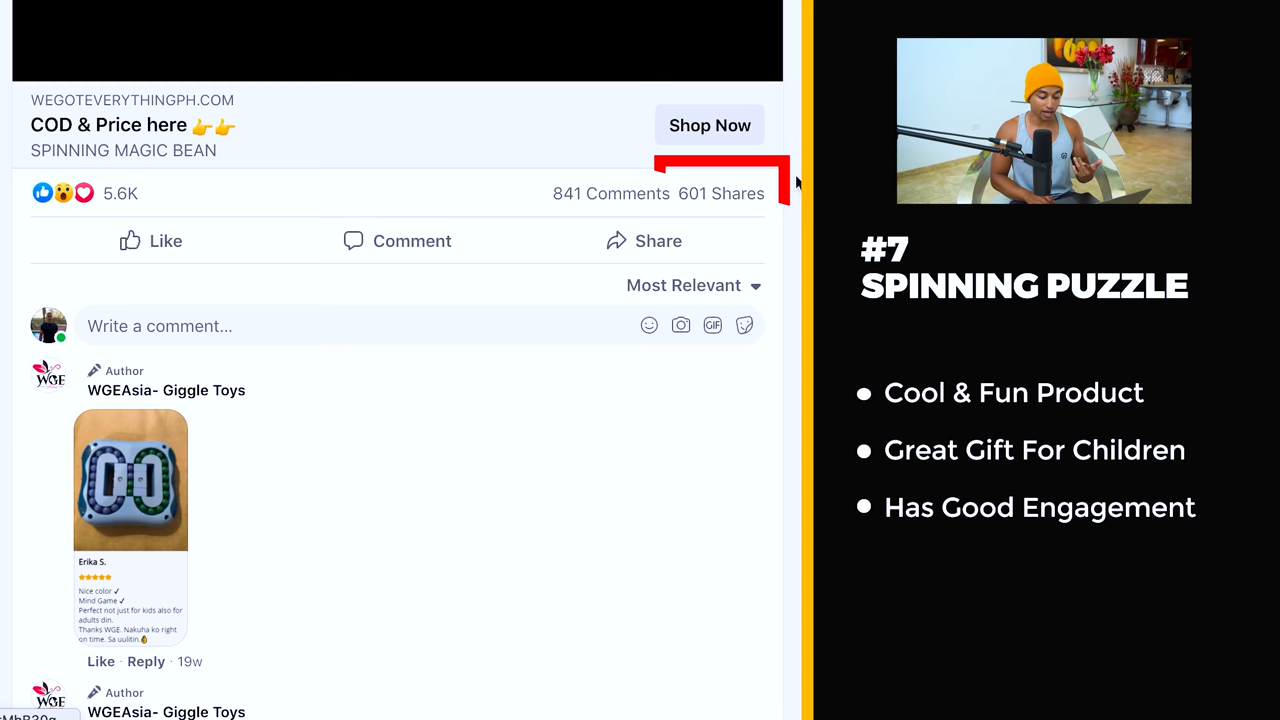 WEGOTEVERYTHINGPH.COM
COD & Price here 👉👉
SPINNING MAGIC BEAN
Shop Now
5.6K
841 Comments 601 Shares
Like
Comment
Share
Most Relevant
Write a comment...
GIF
Author
WGEAsia- Giggle Toys
WGE
Erika S.
Nice color ✓
Mind Game ✓
Perfect not just for kids also for
adults din.
Thanks WGE. Nakuha ko right
on time. Sa uulitin.
Like · Reply · 19w
Author
WGEAsia- Giggle Toys
WGE
#7
SPINNING PUZZLE
• Cool & Fun Product
• Great Gift For Children
• Has Good Engagement